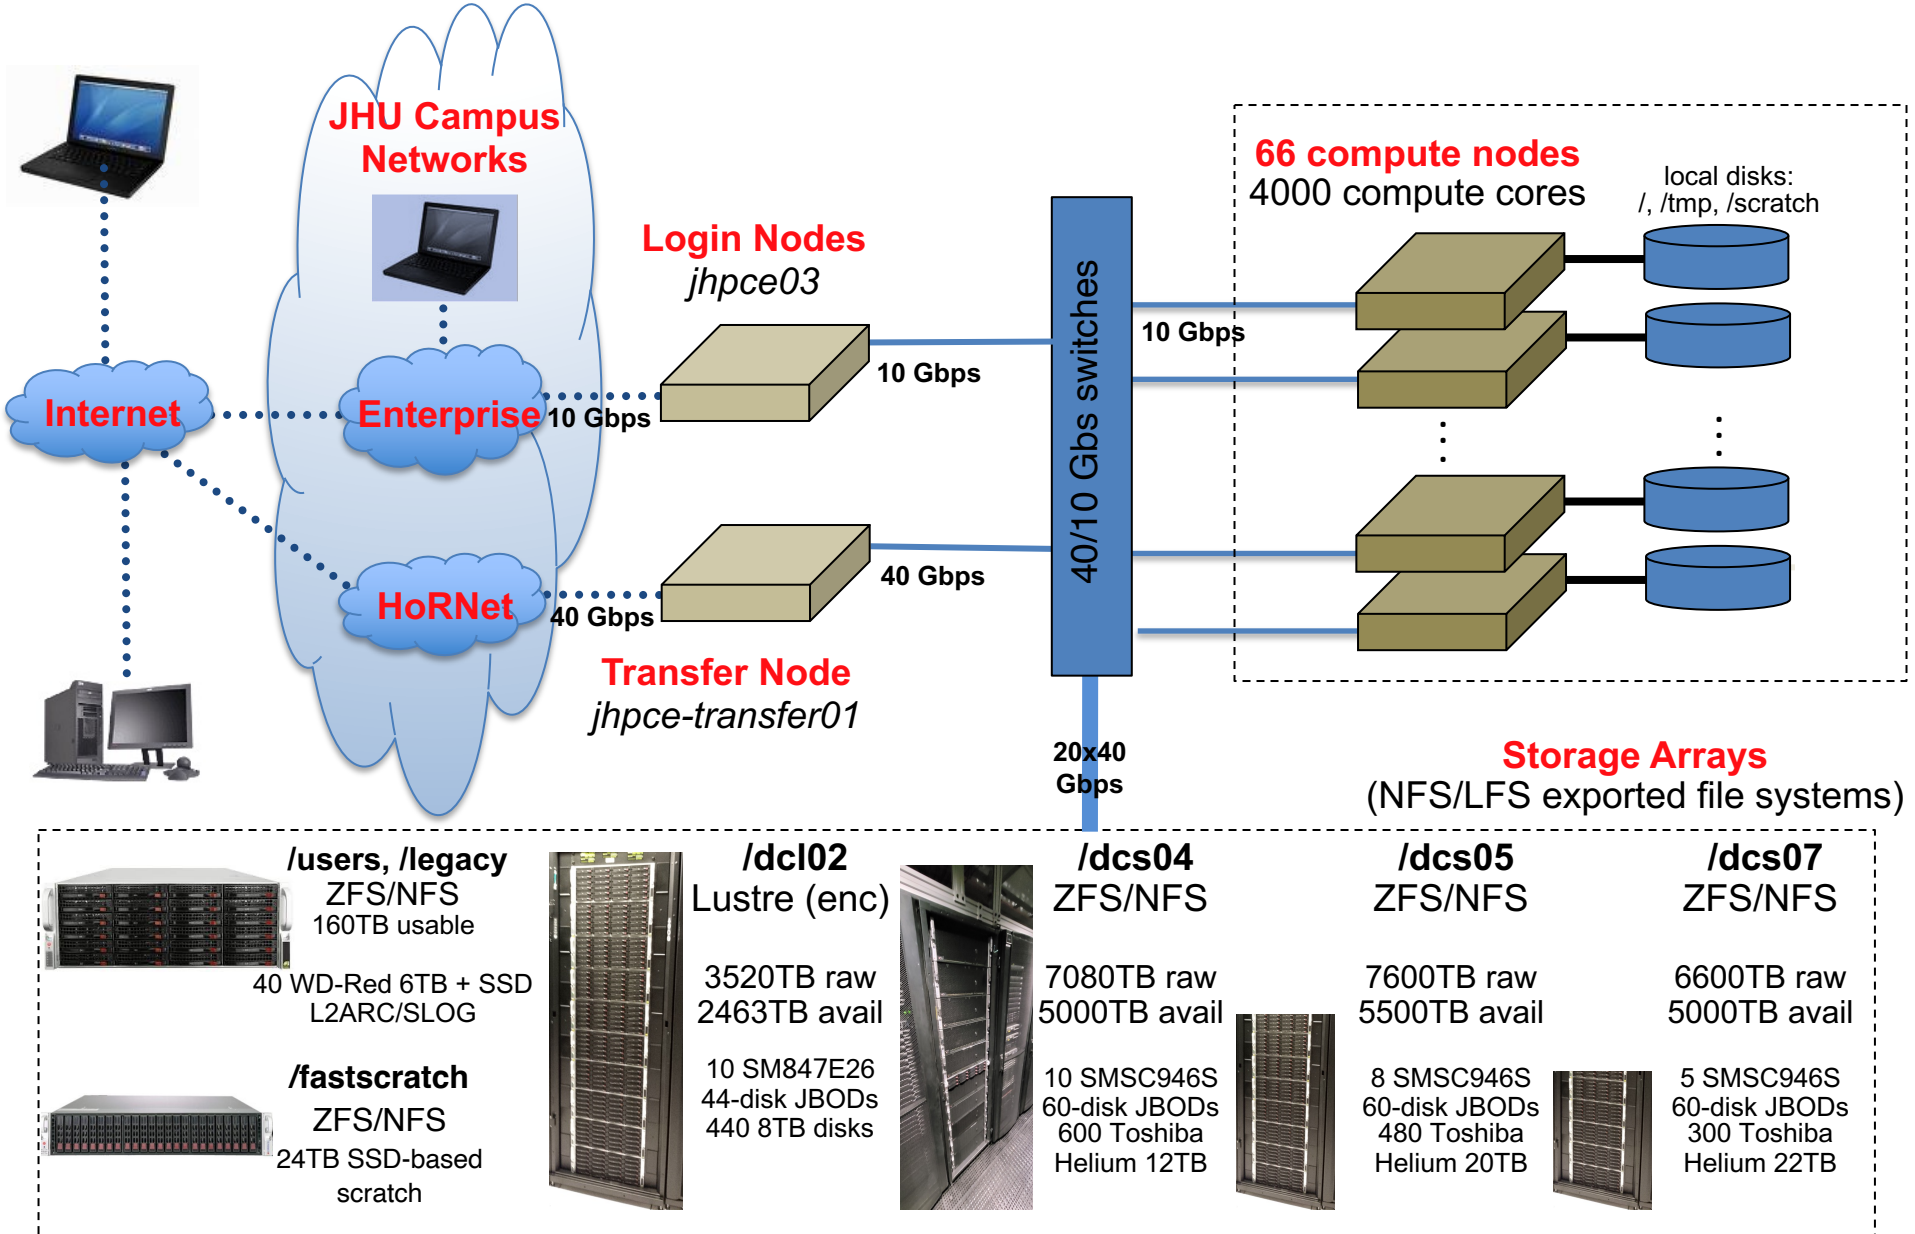 JHU Campus
Networks
Internet
Enterprise
HoRNet
10 Gbps
40 Gbps
Login Nodes
jhpce03
10 Gbps
Transfer Node
jhpce-transfer01
40 Gbps
40/10 Gbs switches
10 Gbps
20x40
Gbps
66 compute nodes
4000 compute cores
local disks:
/, /tmp, /scratch
Storage Arrays
(NFS/LFS exported file systems)
/users, /legacy
ZFS/NFS
160TB usable
40 WD-Red 6TB + SSD
L2ARC/SLOG
/fastscratch
ZFS/NFS
24TB SSD-based
scratch
/dcl02
Lustre (enc)
3520TB raw
2463TB avail
10 SM847E26
44-disk JBODs
440 8TB disks
/dcs04
ZFS/NFS
7080TB raw
5000TB avail
10 SMSC946S
60-disk JBODs
600 Toshiba
Helium 12TB
/dcs05
ZFS/NFS
7600TB raw
5500TB avail
8 SMSC946S
60-disk JBODs
480 Toshiba
Helium 20TB
/dcs07
ZFS/NFS
6600TB raw
5000TB avail
5 SMSC946S
60-disk JBODs
300 Toshiba
Helium 22TB